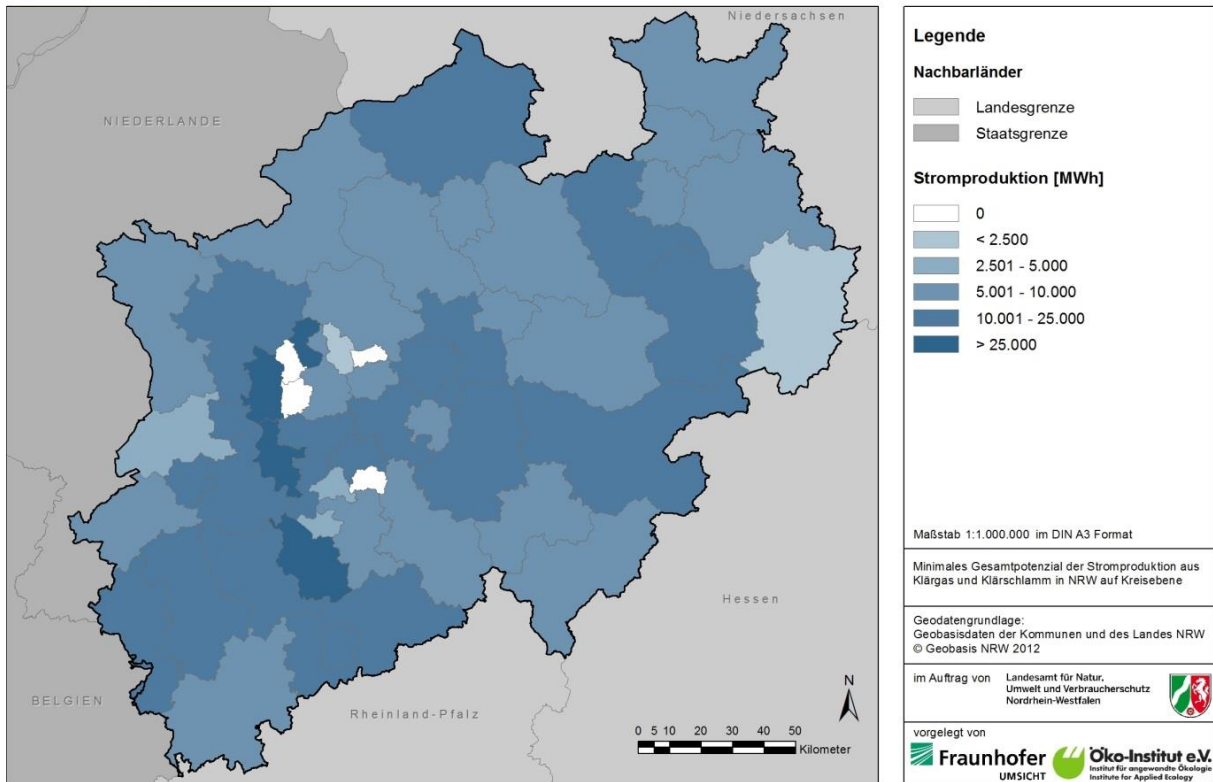 Niedersachsen
NIEDERLANDE
BELGIEN
Rheinland-Pfalz
Hessen
N
0 5 10 20 30 40 50
Kilometer
Legende
Nachbarländer
Landesgrenze
Staatsgrenze
Stromproduktion [MWh]
0
< 2.500
2.501 - 5.000
5.001 - 10.000
10.001 - 25.000
> 25.000
Maßstab 1:1.000.000 im DIN A3 Format
Minimales Gesamtpotenzial der Stromproduktion aus
Klärgas und Klärschlamm in NRW auf Kreisebene
Geodatengrundlage:
Geobasisdaten der Kommunen und des Landes NRW
© Geobasis NRW 2012
im Auftrag von
Landesamt für Natur,
Umwelt und Verbraucherschutz
Nordrhein-Westfalen
vorgelegt von
Fraunhofer
UMSICHT
Öko-Institut e.V.
Institut für angewandte Ökologie
Institute for Applied Ecology